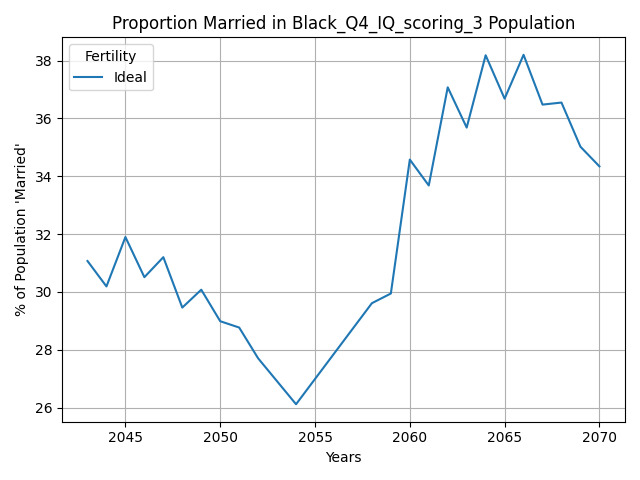 Proportion Married in Black_Q4_IQ_scoring_3 Population
% of Population 'Married'
38
36
34
32
30
28
26
Fertility
Ideal
2045 2050 2055 2060 2065 2070
Years